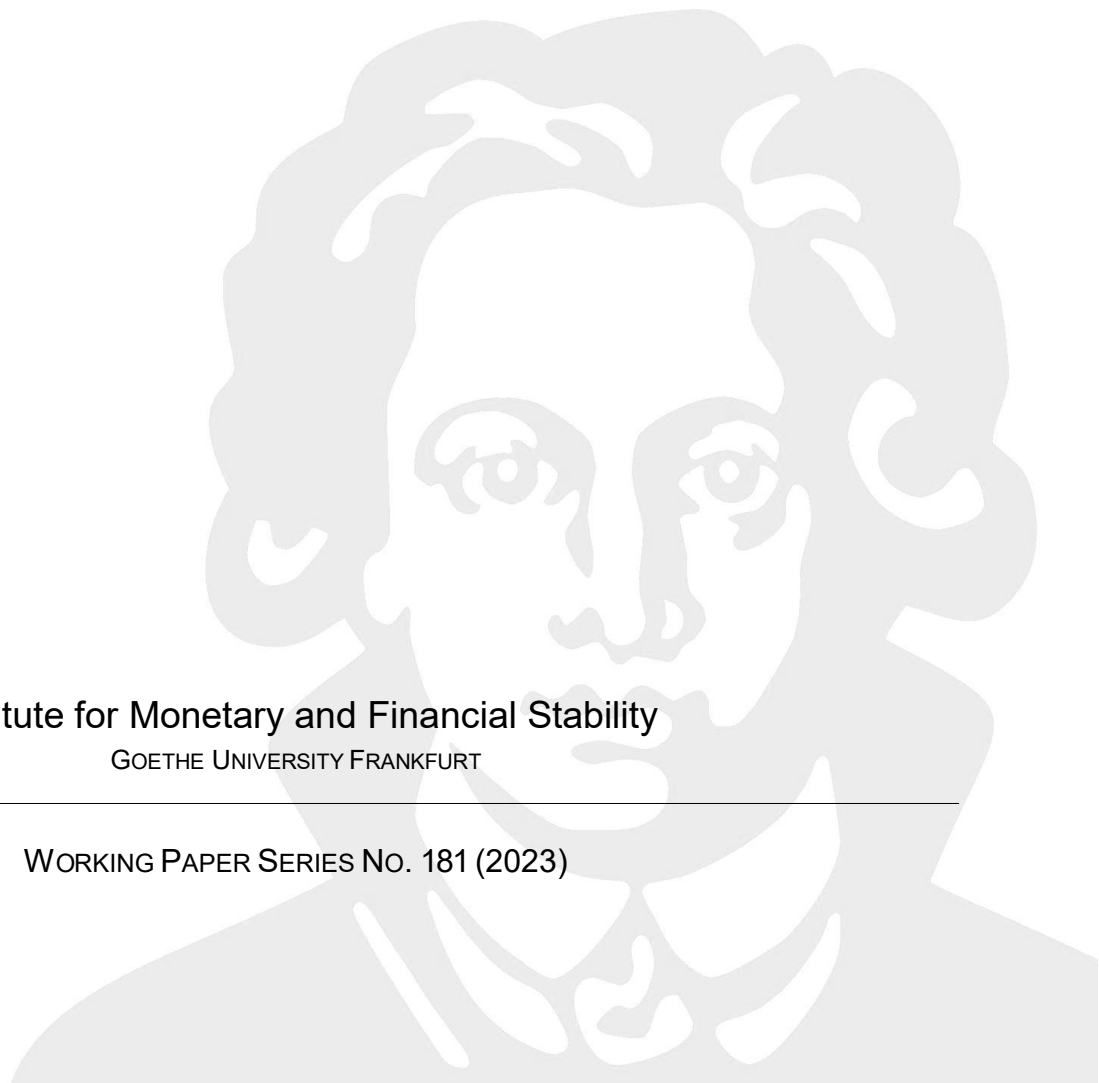 tute for Monetary and Financial Stability
GOETHE UNIVERSITY FRANKFURT
WORKING PAPER SERIES NO. 181 (2023)